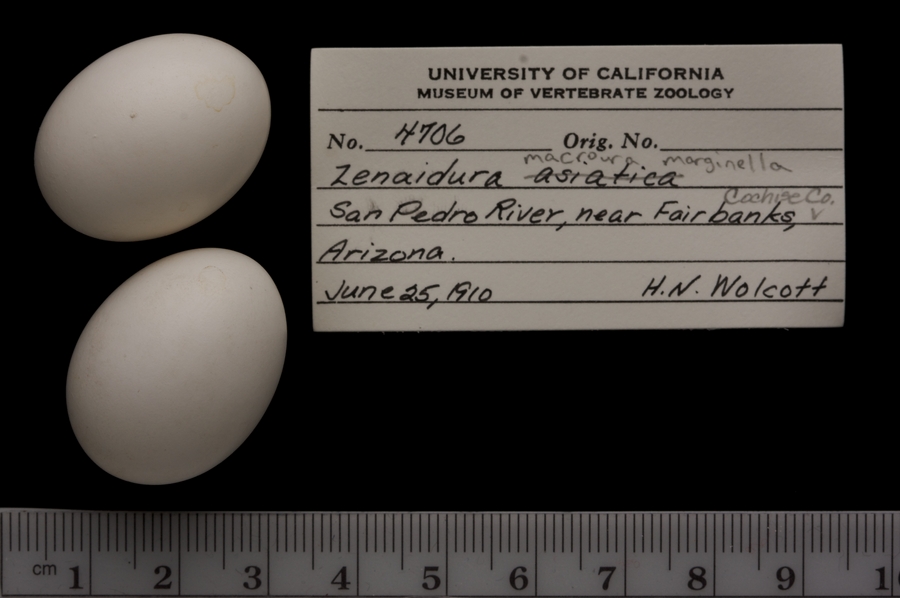 UNIVERSITY OF CALIFORNIA
MUSEUM OF VERTEBRATE ZOOLOGY
No. 4706 Orig. No.
macroura marginella
Zenaidura asiatica
Cochise Co.
San Pedro River, near Fairbanks,
Arizona.
June 25, 1910 H.N. Wolcott
cm 1 2 3 4 5 6 7 8 9